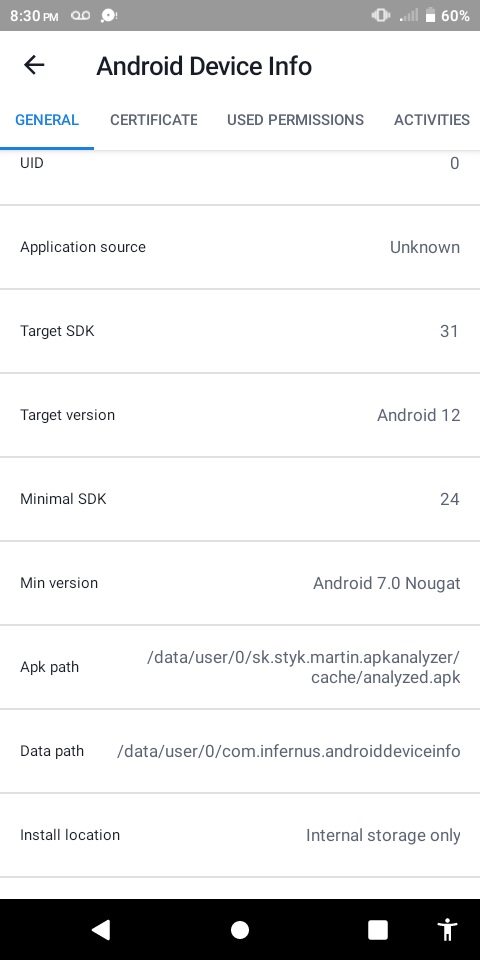 8:30 PM
60%
Android Device Info
GENERAL CERTIFICATE USED PERMISSIONS ACTIVITIES
UID 0
Application source Unknown
Target SDK 31
Target version Android 12
Minimal SDK 24
Min version Android 7.0 Nougat
Apk path /data/user/0/sk.styk.martin.apkanalyzer/
cache/analyzed.apk
Data path /data/user/0/com.infernus.androiddeviceinfo
Install location Internal storage only